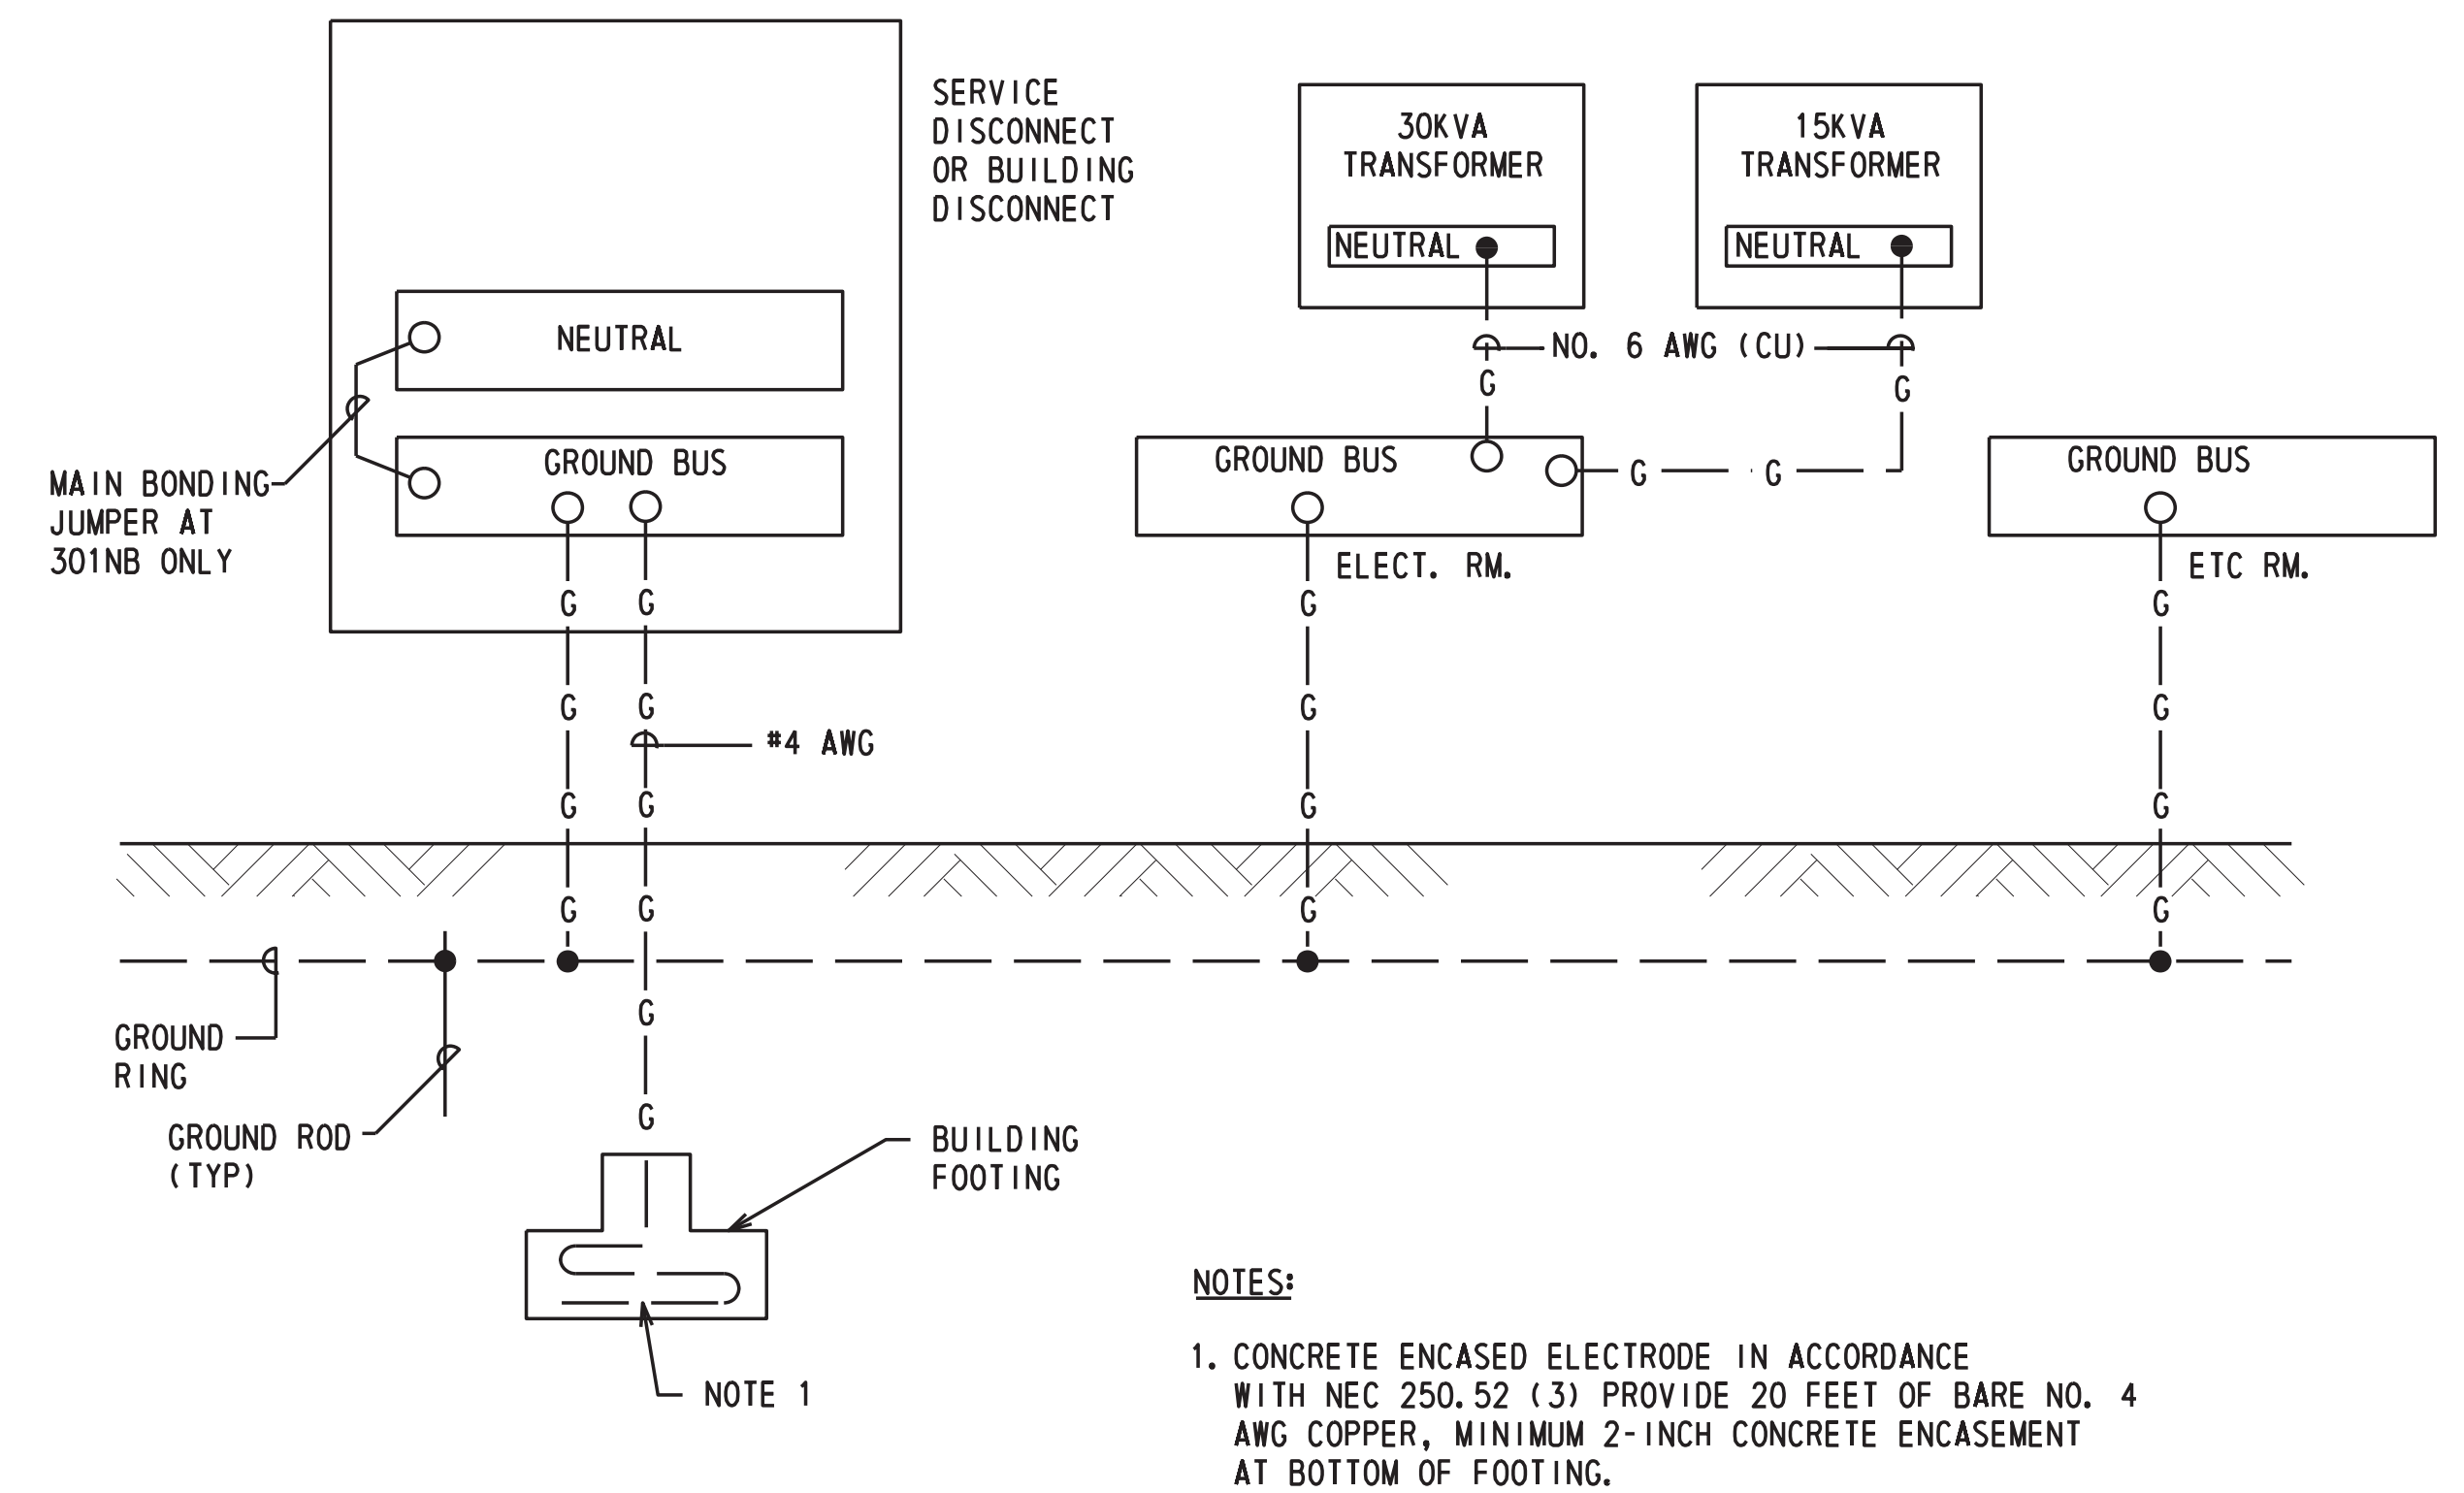 SERVICE
DISCONNECT
OR BUILDING
DISCONNECT
30KVA
TRANSFORMER
NEUTRAL
15KVA
TRANSFORMER
NEUTRAL
NEUTRAL
NO. 6 AWG (CU)
G
G
GROUND BUS
GROUND BUS
G
G
GROUND BUS
MAIN BONDING
JUMPER AT
301NB ONLY
ELECT. RM.
ETC RM.
G
G
G
G
G
G
G
G
#4 AWG
G
G
G
G
G
G
G
G
G
GROUND
RING
G
GROUND ROD
(TYP)
BUILDING
FOOTING
NOTE 1
NOTES:
1. CONCRETE ENCASED ELECTRODE IN ACCORDANCE
WITH NEC 250.52 (3) PROVIDE 20 FEET OF BARE NO. 4
AWG COPPER, MINIMUM 2-INCH CONCRETE ENCASEMENT
AT BOTTOM OF FOOTING.